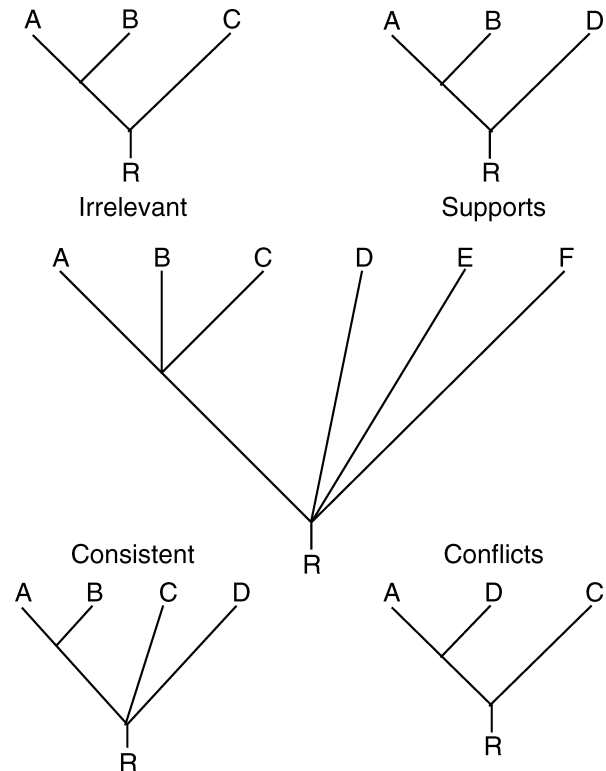 A B C
R
Irrelevant
A B D
R
Supports
A B C D E F
R
Consistent
A B C D
R
Conflicts
A D C
R